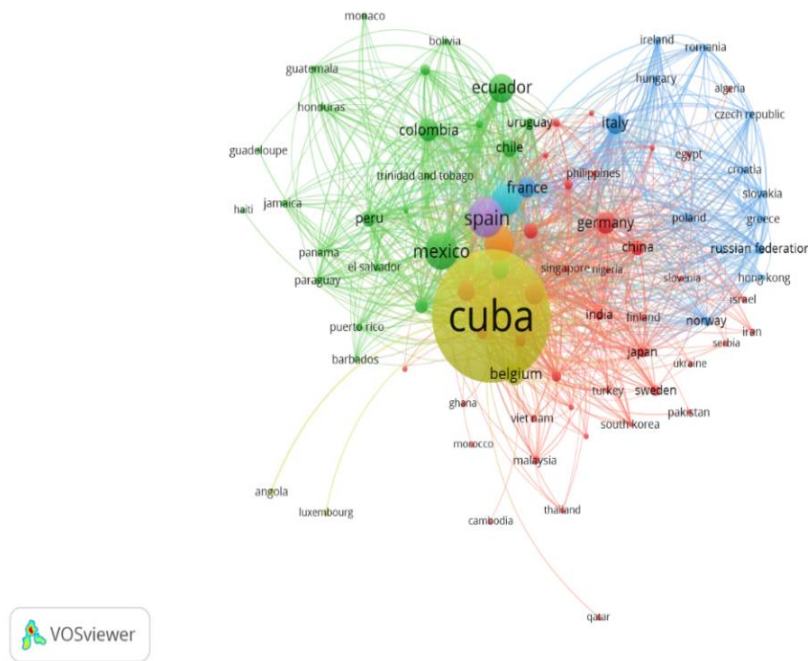 monaco
bolivia
ireland
romania
guatemala
hungary
algeria
ecuador
honduras
czech republic
colombia
uruguay
italy
chile
guadeloupe
egypt
croatia
trinidad and tobago
philippines
france
slovakia
haiti
jamaica
peru
spain
germany
poland
greece
panama
mexico
china
russian federation
el salvador
singapore
nigeria
paraguay
slovenia
hong kong
israel
puerto rico
cuba
india
finland
norway
iran
serbia
barbados
japan
ukraine
belgium
turkey
sweden
ghana
viet nam
south korea
pakistan
morocco
malaysia
angola
luxembourg
cambodia
thailand
qatar
VOSviewer